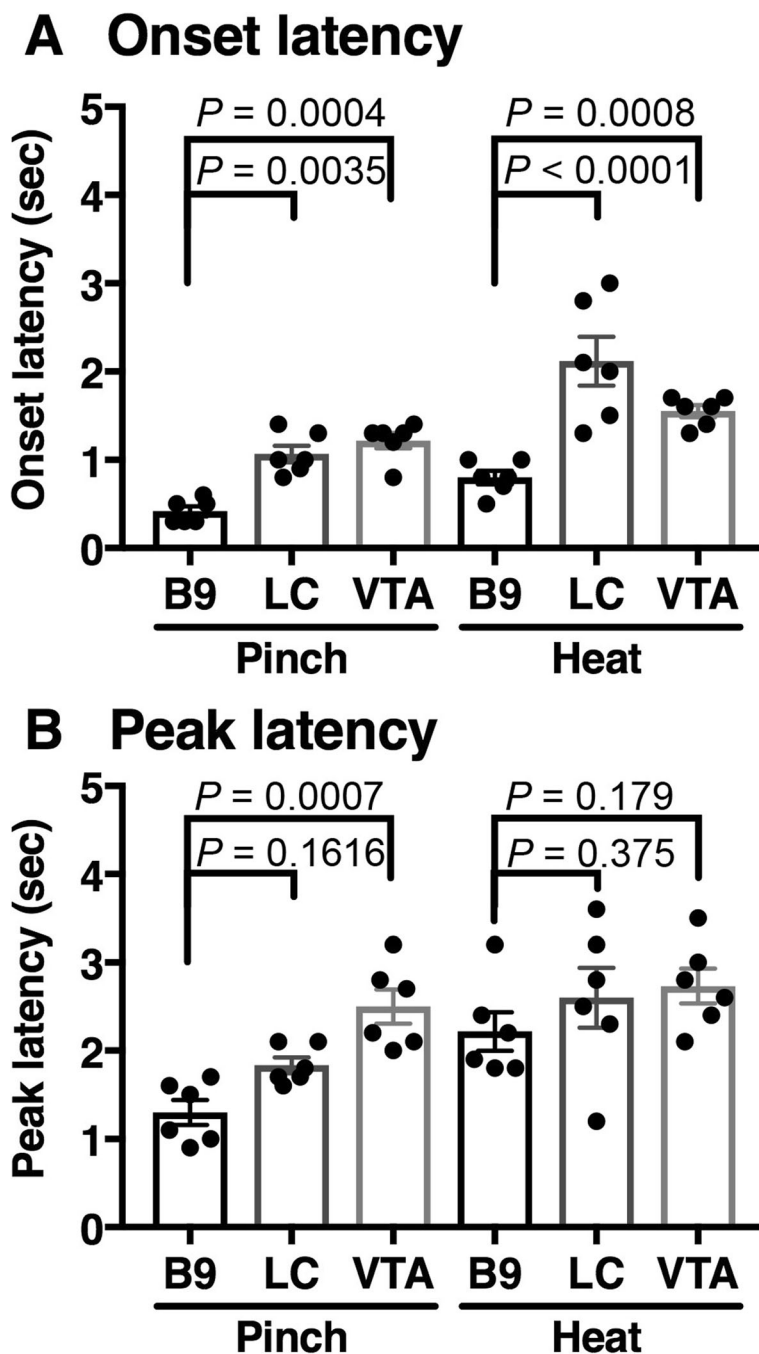 A Onset latency
Onset latency (sec)
5
4
3
2
1
0
P = 0.0004
P = 0.0035
P = 0.0008
P < 0.0001
B9 LC VTA B9 LC VTA
Pinch Heat
B Peak latency
Peak latency (sec)
5
4
3
2
1
0
P = 0.0007
P = 0.1616
P = 0.179
P = 0.375
B9 LC VTA B9 LC VTA
Pinch Heat